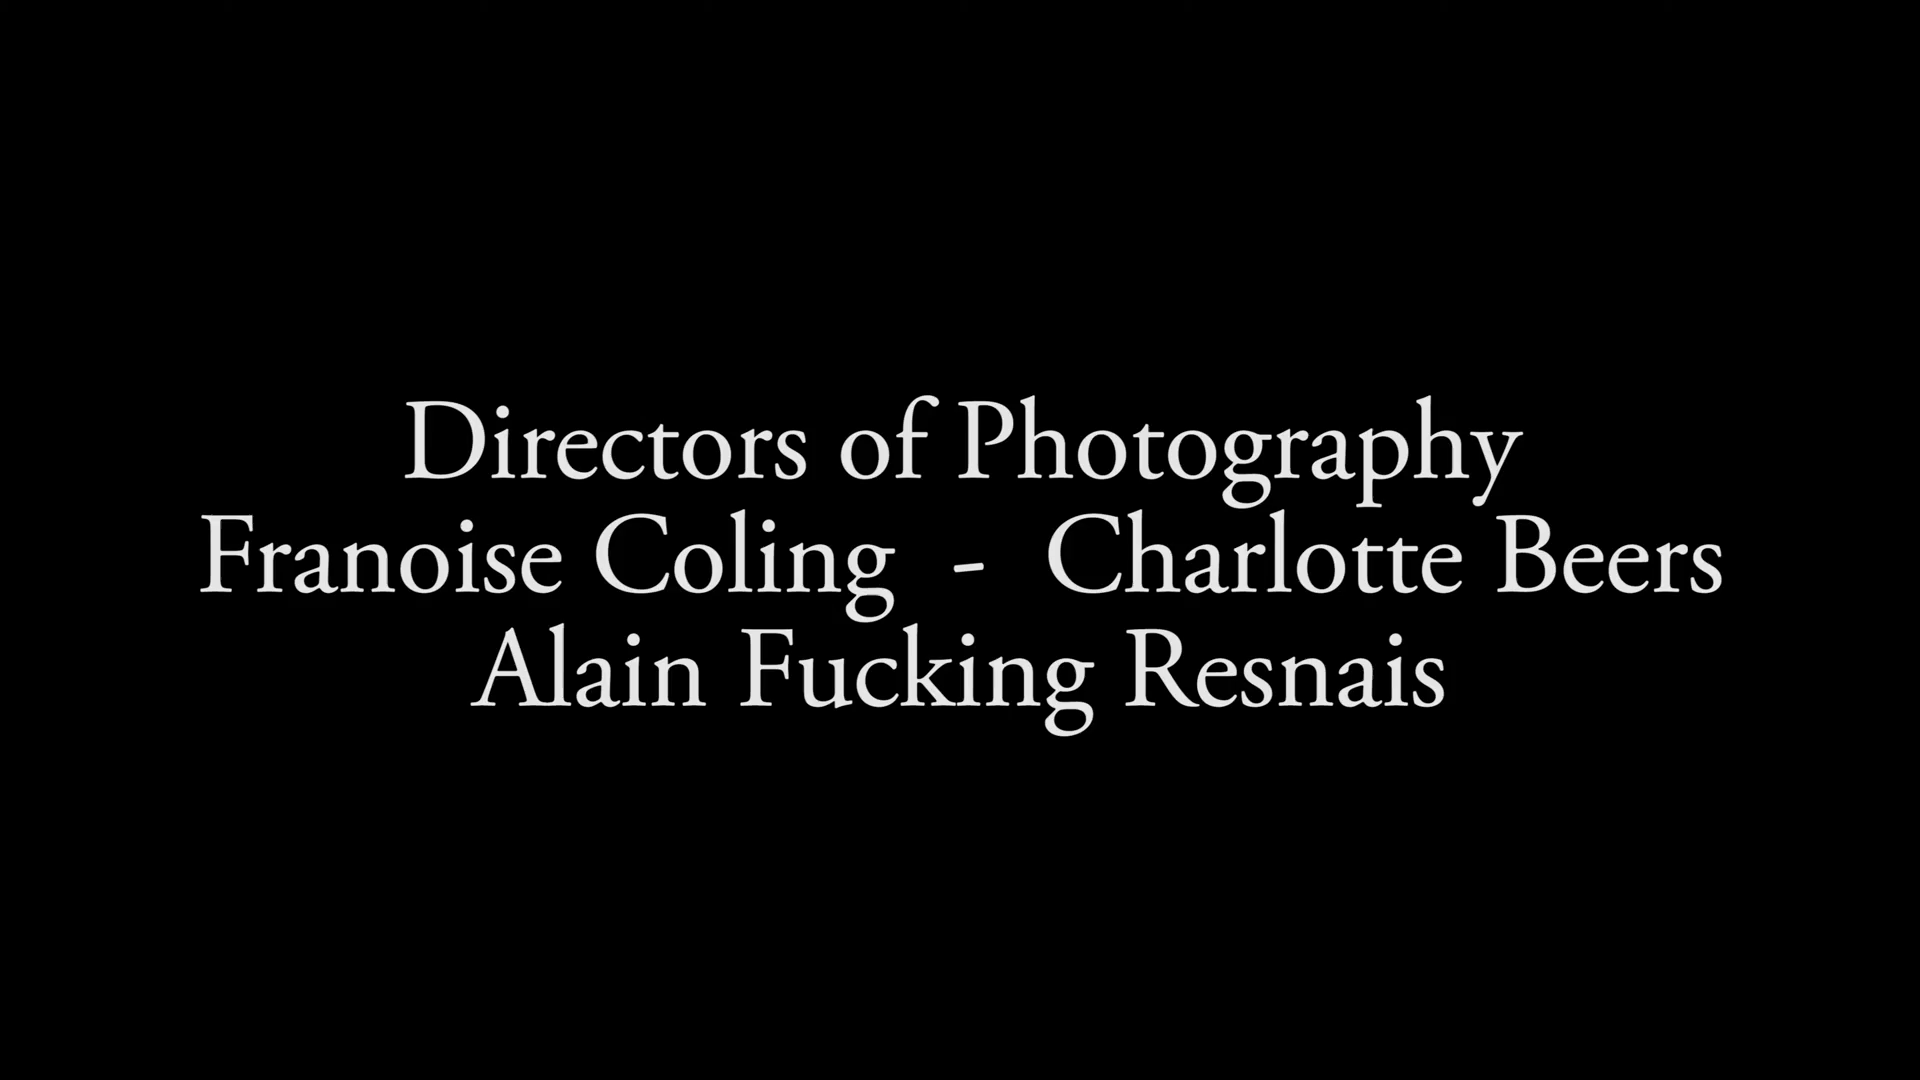 Directors of Photography
Franoise Coling - Charlotte Beers
Alain Fucking Resnais